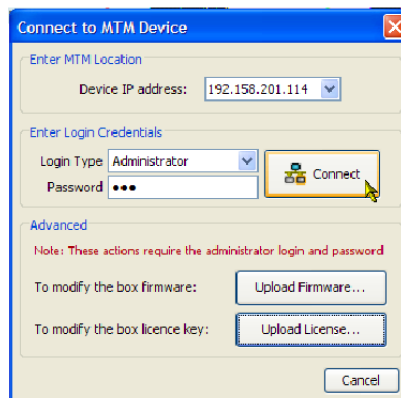 Connect to MTM Device
Enter MTM Location
Device IP address: 192.158.201.114
Enter Login Credentials
Login Type Administrator
Password ●●●
Connect
Advanced
Note: These actions require the administrator login and password
To modify the box firmware: Upload Firmware...
To modify the box licence key: Upload License...
Cancel